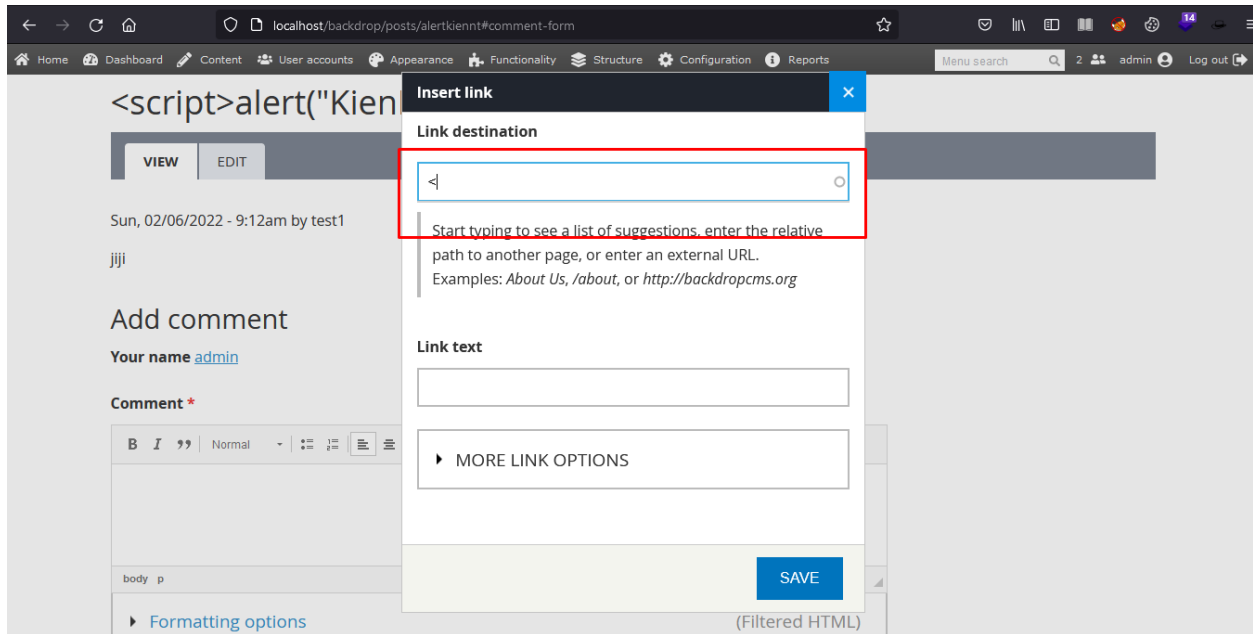 localhost/backdrop/posts/alertkiennt#comment-form
14
Home Dashboard Content User accounts Appearance Functionality Structure Configuration Reports Menu search 2 admin Log out
<script>alert("Kien
Insert link
Link destination
VIEW EDIT
<
Sun, 02/06/2022 - 9:12am by test1
Start typing to see a list of suggestions, enter the relative
path to another page, or enter an external URL.
Examples: About Us, /about, or http://backdropcms.org
jiji
Add comment
Your name admin
Link text
Comment *
B I Normal
MORE LINK OPTIONS
body p
SAVE
Formatting options (Filtered HTML)